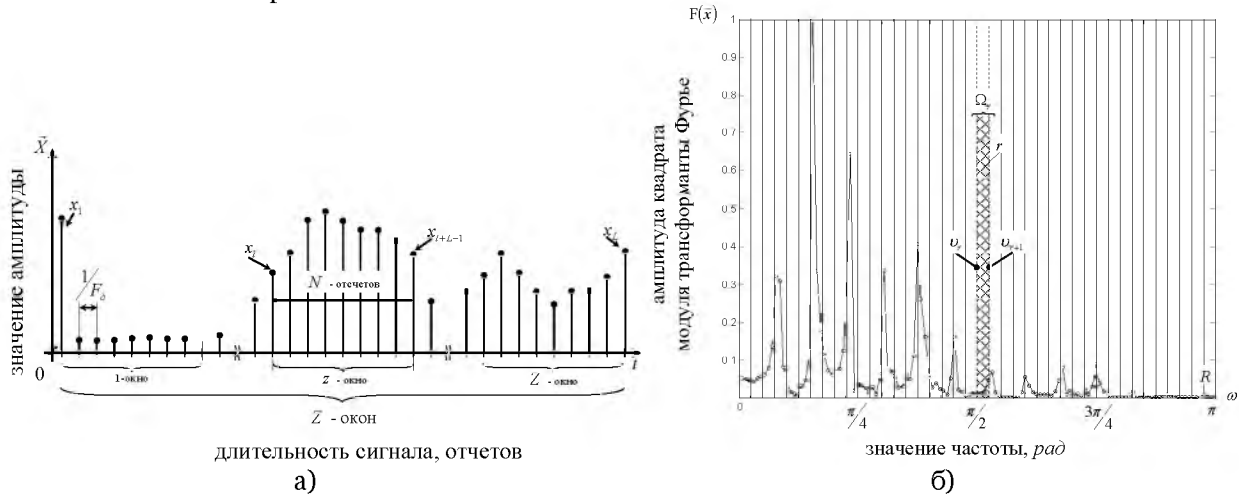 значение амплитуды
X̄
x₁
1/F_д
0
x_i
N - отсчетов
x_{i+L-1}
x_L
t
1-окно
z - окно
Z - окно
Z̄ - окон
длительность сигнала, отчетов
а)
амплитуда квадрата
модуля трансформанты Фурье
F(x̄)
1
0.9
0.8
0.7
0.6
0.5
0.4
0.3
0.2
0.1
Ω_r
r
υ_r
υ_{r+1}
R
ω
0
π/4
π/2
3π/4
π
значение частоты, рад
б)